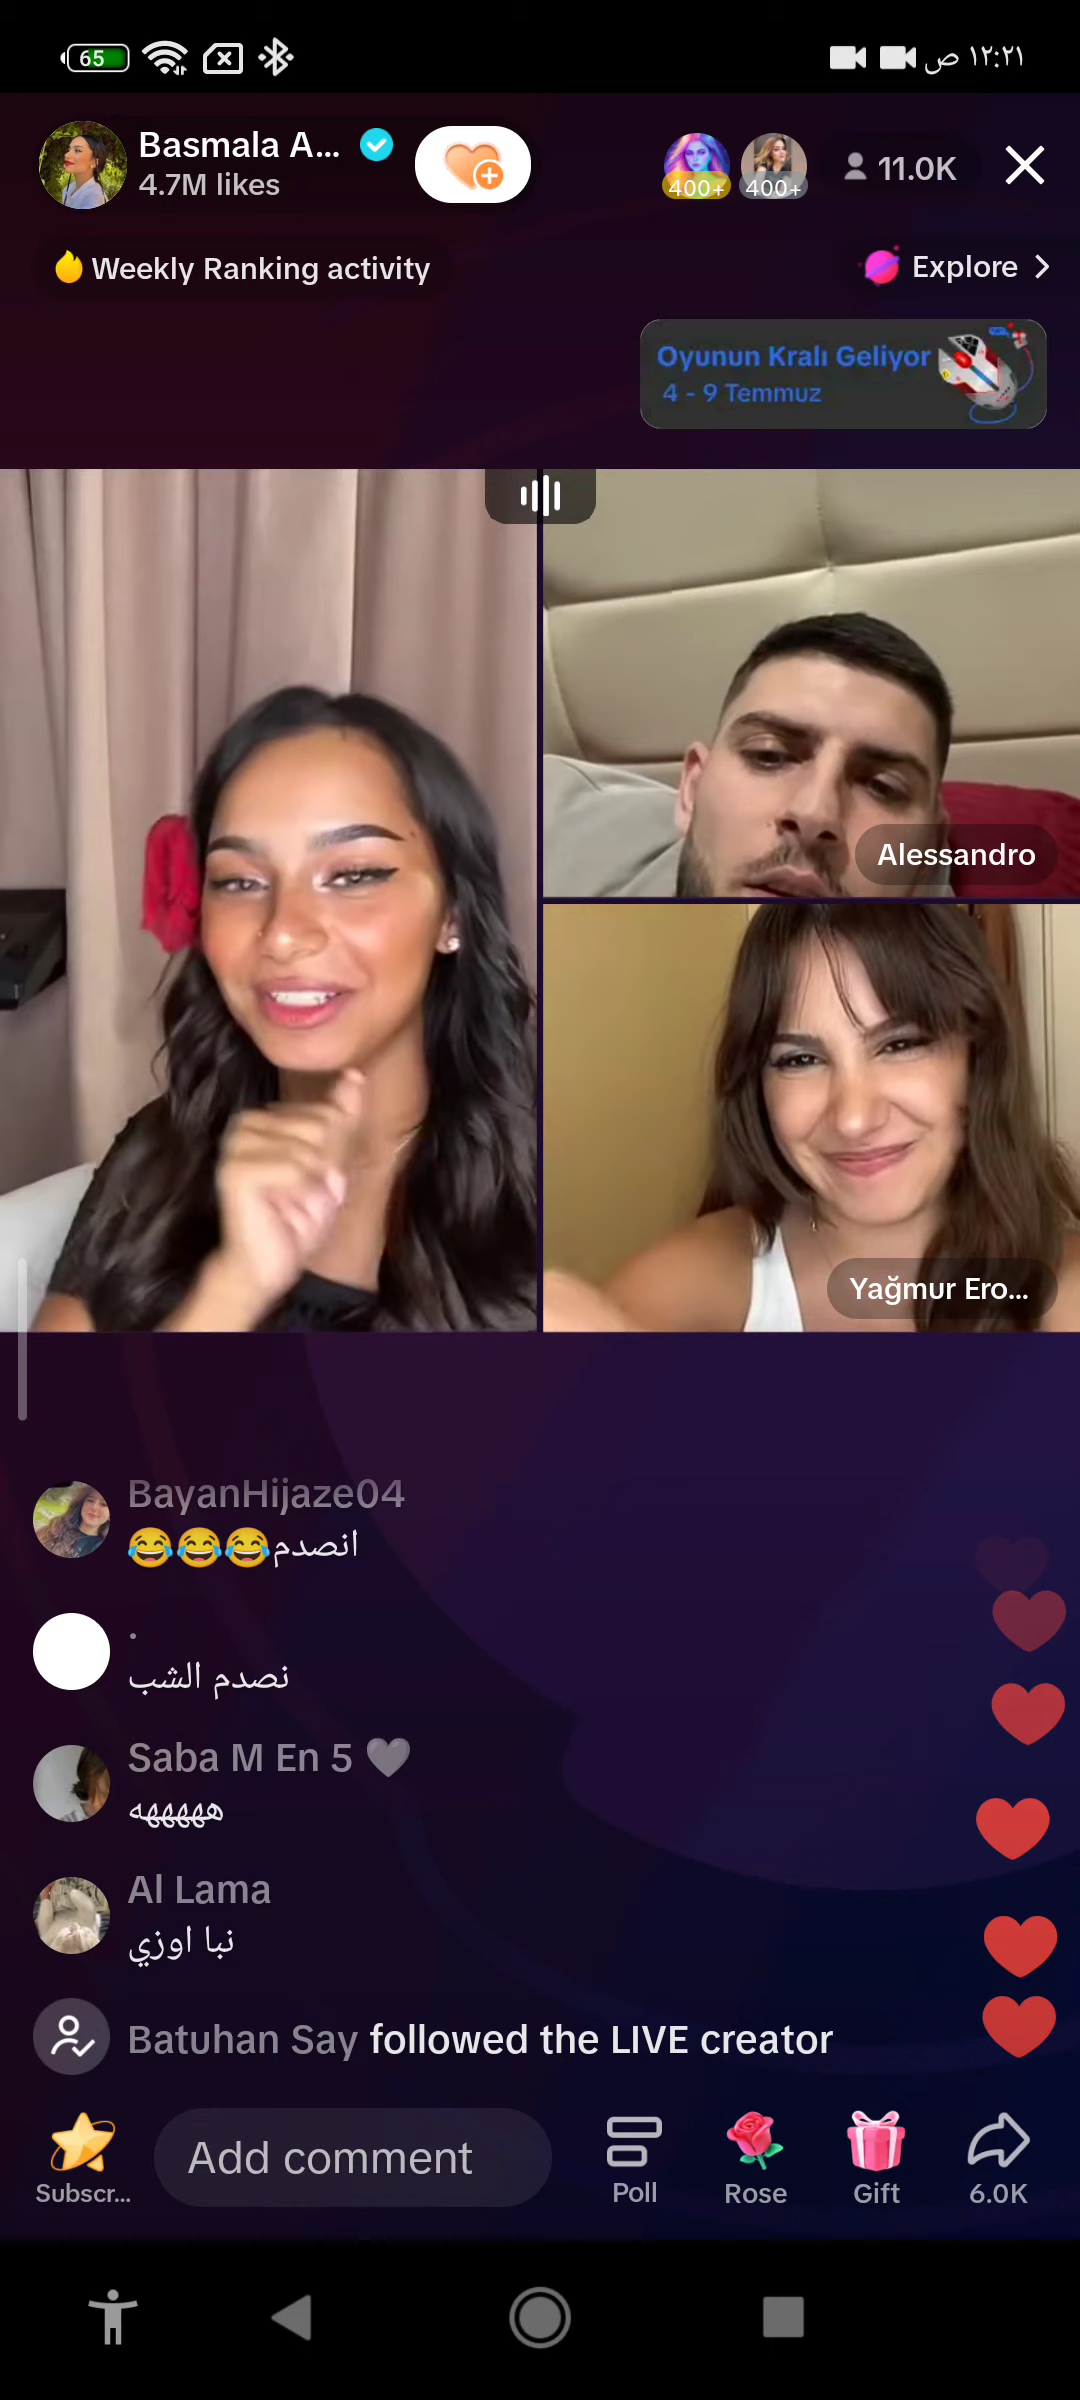 65
١٢:٢١ ص
Basmala A...
4.7M likes
400+
400+
11.0K
Weekly Ranking activity
Explore
Oyunun Kralı Geliyor
4 - 9 Temmuz
Alessandro
Yağmur Ero...
BayanHijaze04
انصدم😂😂😂
.
نصدم الشب
Saba M En 5 🩶
هههههه
Al Lama
نبا اوزي
Batuhan Say followed the LIVE creator
Subscr...
Add comment
Poll
Rose
Gift
6.0K